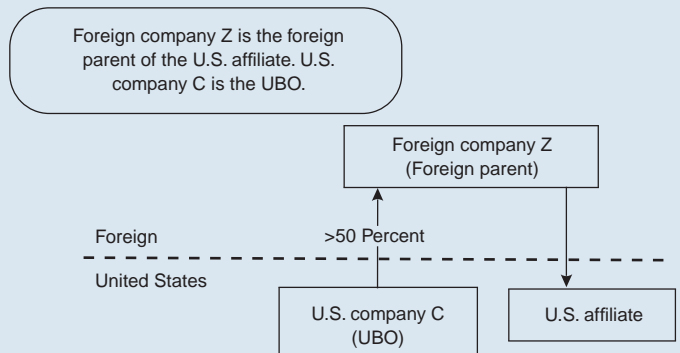 Foreign company Z is the foreign
parent of the U.S. affiliate. U.S.
company C is the UBO.
Foreign company Z
(Foreign parent)
Foreign
>50 Percent
United States
U.S. company C
(UBO)
U.S. affiliate